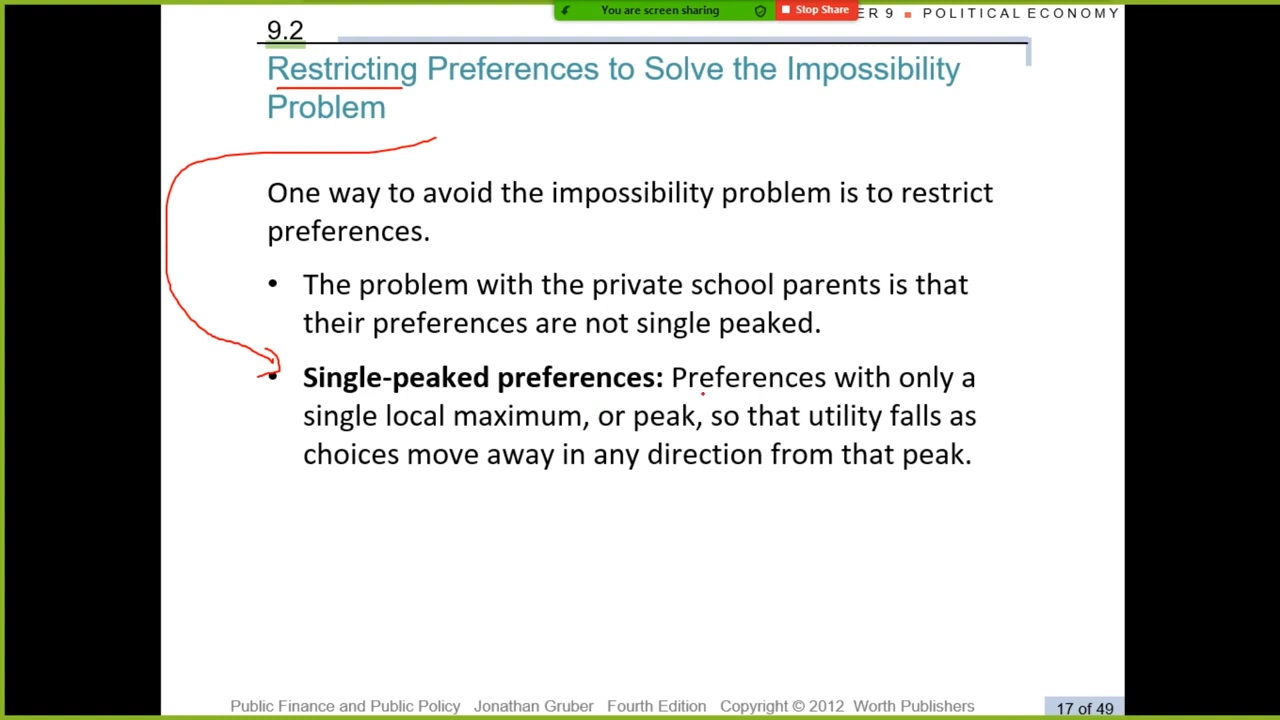 You are screen sharing
Stop Share
ER 9 ■ POLITICAL ECONOMY
9.2
Restricting Preferences to Solve the Impossibility
Problem
One way to avoid the impossibility problem is to restrict
preferences.
• The problem with the private school parents is that
their preferences are not single peaked.
• Single-peaked preferences: Preferences with only a
single local maximum, or peak, so that utility falls as
choices move away in any direction from that peak.
Public Finance and Public Policy Jonathan Gruber Fourth Edition Copyright © 2012 Worth Publishers
17 of 49